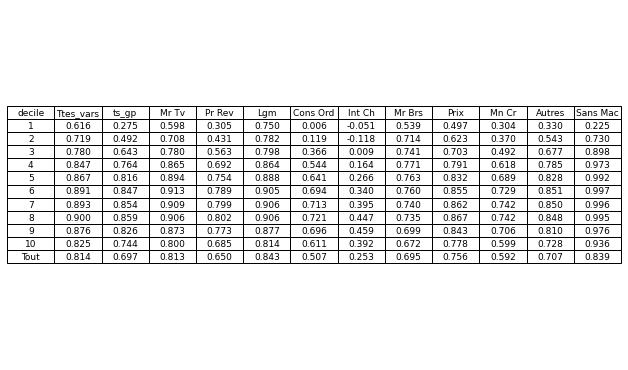 decile Ttes_vars ts_gp Mr Tv Pr Rev Lgm Cons Ord Int Ch Mr Brs Prix Mn Cr Autres Sans Mac
1 0.616 0.275 0.598 0.305 0.750 0.006 -0.051 0.539 0.497 0.304 0.330 0.225
2 0.719 0.492 0.708 0.431 0.782 0.119 -0.118 0.714 0.623 0.370 0.543 0.730
3 0.780 0.643 0.780 0.563 0.798 0.366 0.009 0.741 0.703 0.492 0.677 0.898
4 0.847 0.764 0.865 0.692 0.864 0.544 0.164 0.771 0.791 0.618 0.785 0.973
5 0.867 0.816 0.894 0.754 0.888 0.641 0.266 0.763 0.832 0.689 0.828 0.992
6 0.891 0.847 0.913 0.789 0.905 0.694 0.340 0.760 0.855 0.729 0.851 0.997
7 0.893 0.854 0.909 0.799 0.906 0.713 0.395 0.740 0.862 0.742 0.850 0.996
8 0.900 0.859 0.906 0.802 0.906 0.721 0.447 0.735 0.867 0.742 0.848 0.995
9 0.876 0.826 0.873 0.773 0.877 0.696 0.459 0.699 0.843 0.706 0.810 0.976
10 0.825 0.744 0.800 0.685 0.814 0.611 0.392 0.672 0.778 0.599 0.728 0.936
Tout 0.814 0.697 0.813 0.650 0.843 0.507 0.253 0.695 0.756 0.592 0.707 0.839